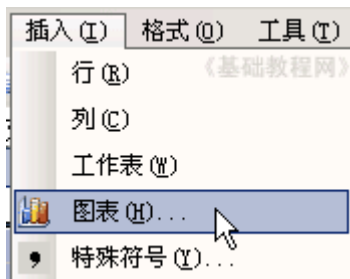 插入(I) 格式(O) 工具(T)
行(R) 《基础教程网》
列(C)
工作表(W)
图表(H)...
特殊符号(Y)...